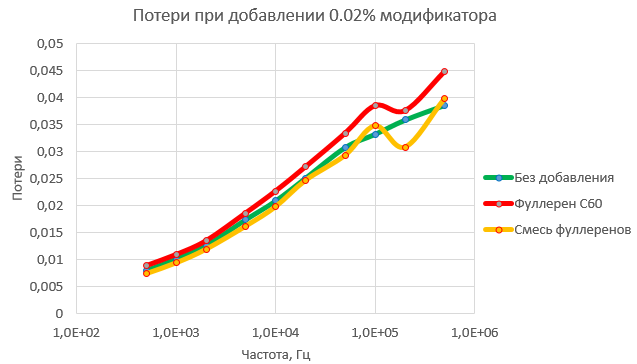 Потери при добавлении 0.02% модификатора
0,05
0,045
0,04
0,035
0,03
0,025
0,02
0,015
0,01
0,005
0
Потери
1,0E+02 1,0E+03 1,0E+04 1,0E+05 1,0E+06
Частота, Гц
Без добавления
Фуллерен С60
Смесь фуллеренов